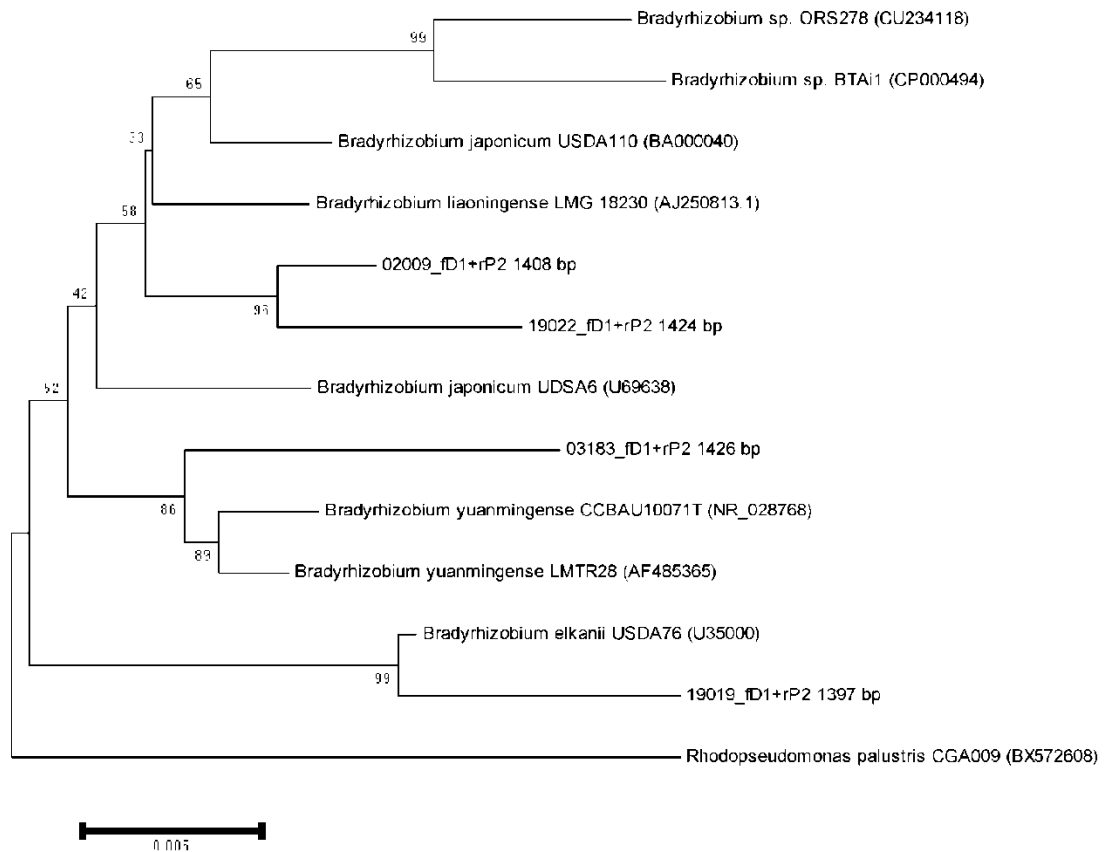 Bradyrhizobium sp. ORS278 (CU234118)
99
Bradyrhizobium sp. BTAi1 (CP000494)
65
Bradyrhizobium japonicum USDA110 (BA000040)
33
Bradyrhizobium liaoningense LMG 18230 (AJ250813.1)
58
02009_fD1+rP2 1408 bp
19022_fD1+rP2 1424 bp
42
Bradyrhizobium japonicum UDSA6 (U69638)
52
03183_fD1+rP2 1426 bp
86
Bradyrhizobium yuanmingense CCBAU10071T (NR_028768)
89
Bradyrhizobium yuanmingense LMTR28 (AF485365)
Bradyrhizobium elkanii USDA76 (U35000)
99
19019_fD1+rP2 1397 bp
Rhodopseudomonas palustris CGA009 (BX572608)
0.005